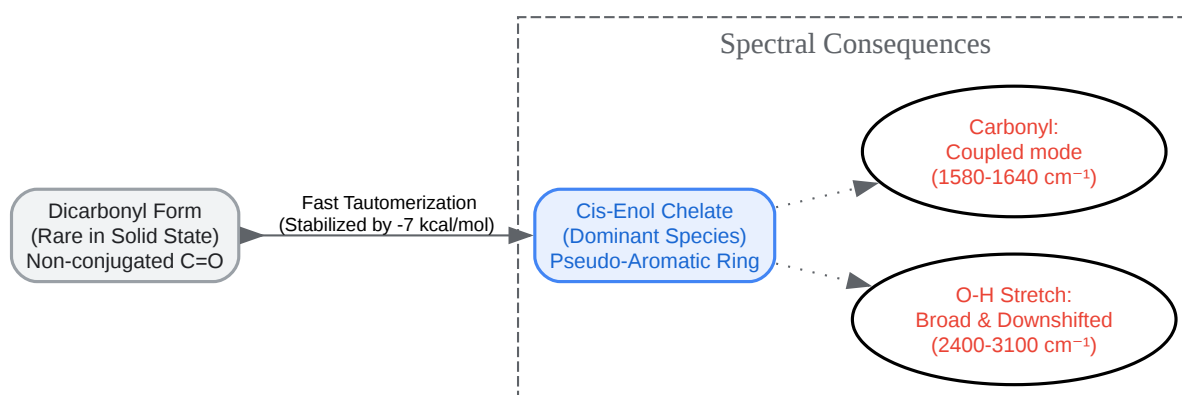 Spectral Consequences
Dicarbonyl Form
(Rare in Solid State)
Non-conjugated C=O
Fast Tautomerization
(Stabilized by -7 kcal/mol)
Cis-Enol Chelate
(Dominant Species)
Pseudo-Aromatic Ring
Carbonyl:
Coupled mode
(1580-1640 cm⁻¹)
O-H Stretch:
Broad & Downshifted
(2400-3100 cm⁻¹)